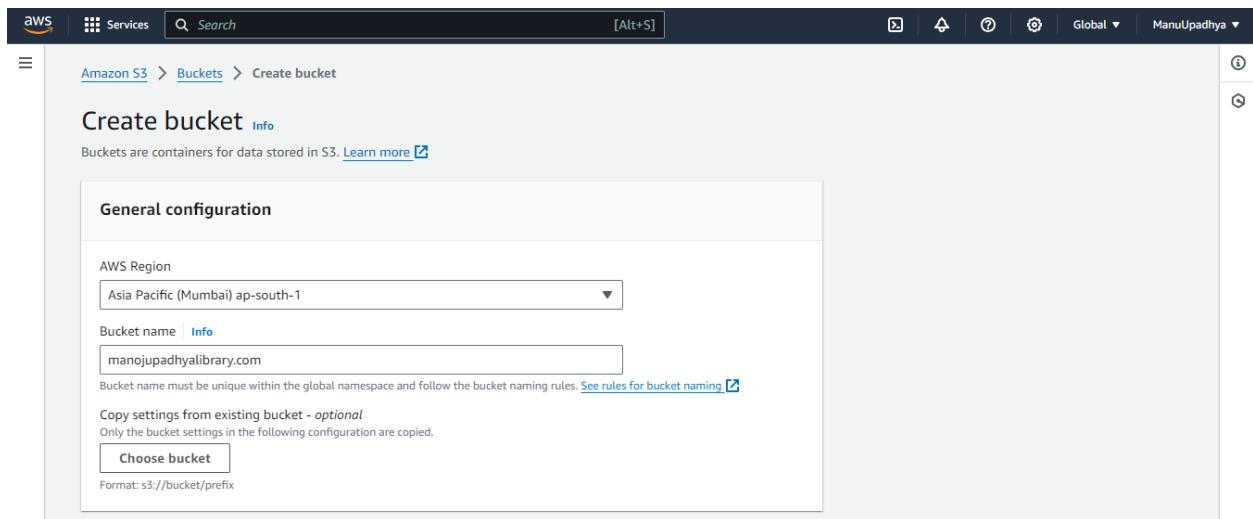 aws Services Search [Alt+S] Global ManuUpadhya
Amazon S3 > Buckets > Create bucket
Create bucket Info
Buckets are containers for data stored in S3. Learn more
General configuration
AWS Region
Asia Pacific (Mumbai) ap-south-1
Bucket name Info
manojupadhyalibrary.com
Bucket name must be unique within the global namespace and follow the bucket naming rules. See rules for bucket naming
Copy settings from existing bucket - optional
Only the bucket settings in the following configuration are copied.
Choose bucket
Format: s3://bucket/prefix